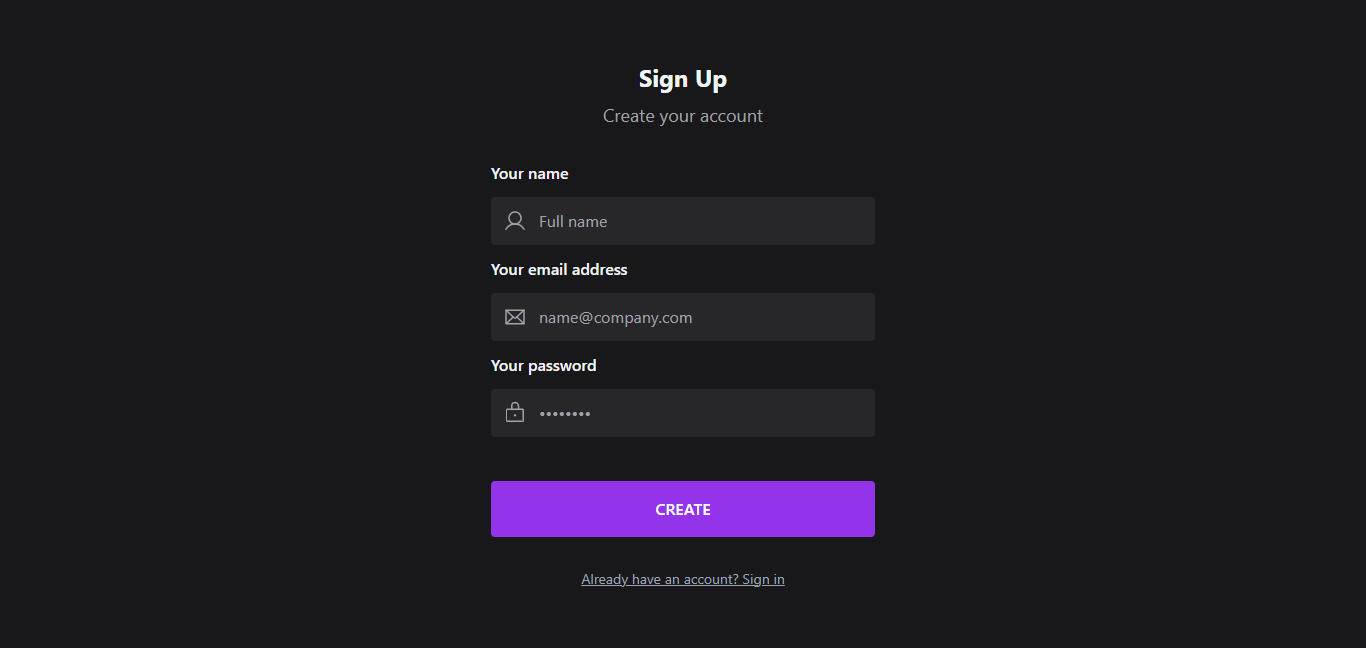 Sign Up
Create your account
Your name
Full name
Your email address
name@company.com
Your password
••••••••
CREATE
Already have an account? Sign in